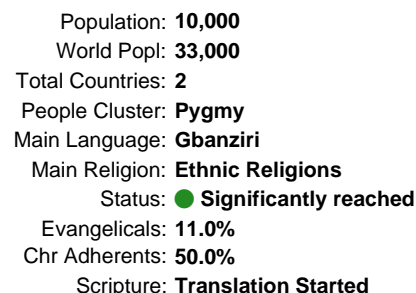 Population: 10,000
World Popl: 33,000
Total Countries: 2
People Cluster: Pygmy
Main Language: Gbanziri
Main Religion: Ethnic Religions
Status: Significantly reached
Evangelicals: 11.0%
Chr Adherents: 50.0%
Scripture: Translation Started